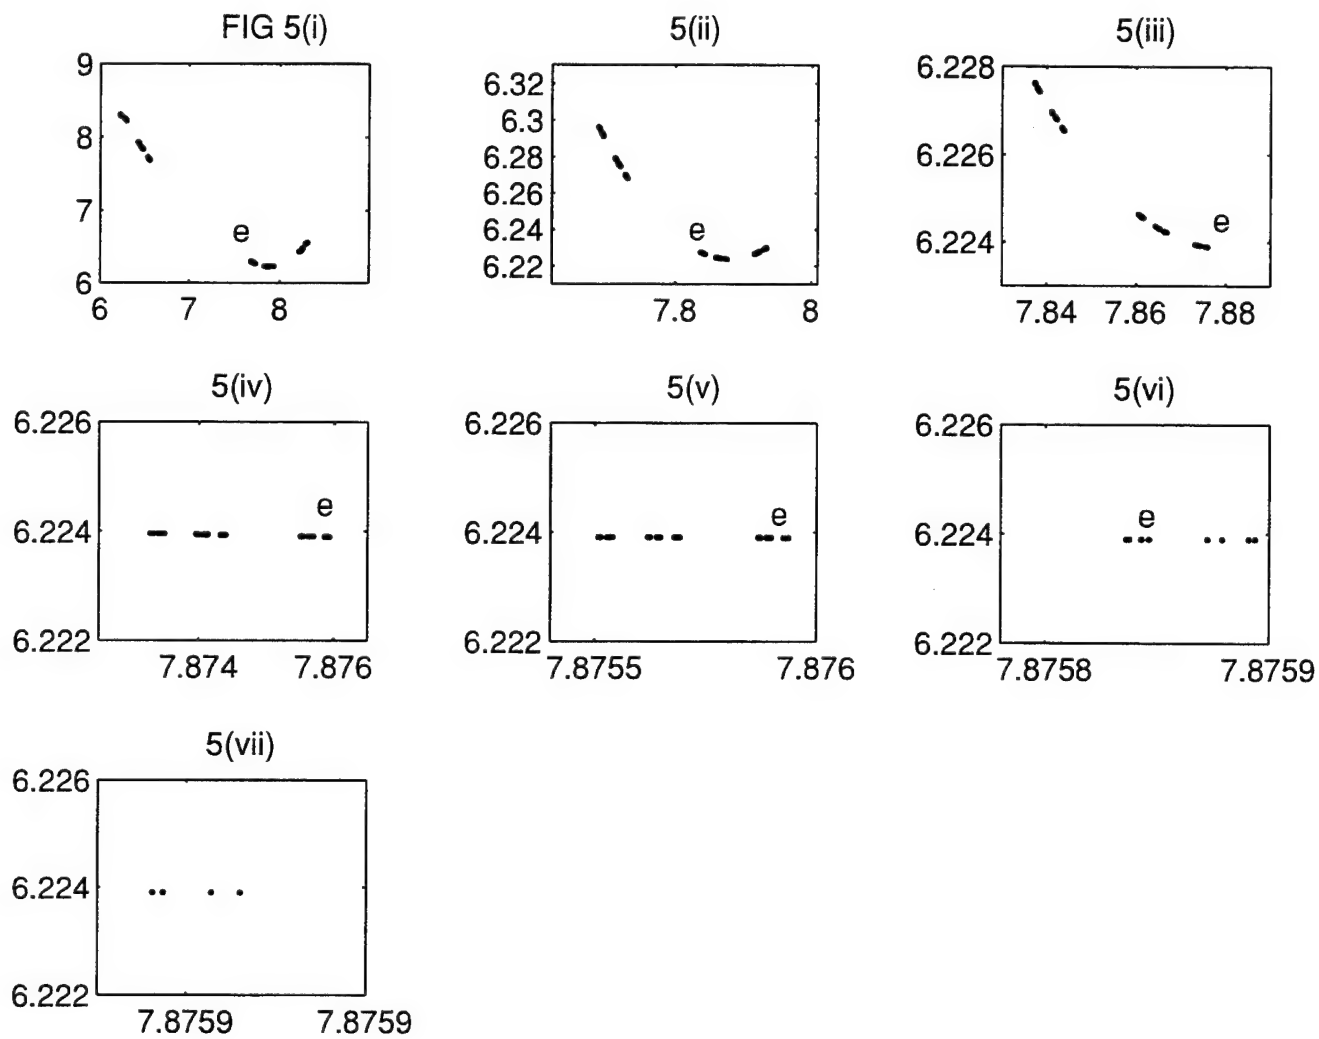 FIG 5(i)
9
8
7
6
6 7 8
e
5(ii)
6.32
6.3
6.28
6.26
6.24
6.22
7.8 8
e
5(iii)
6.228
6.226
6.224
7.84 7.86 7.88
e
5(iv)
6.226
6.224
6.222
7.874 7.876
e
5(v)
6.226
6.224
6.222
7.8755 7.876
e
5(vi)
6.226
6.224
6.222
7.8758 7.8759
e
5(vii)
6.226
6.224
6.222
7.8759 7.8759